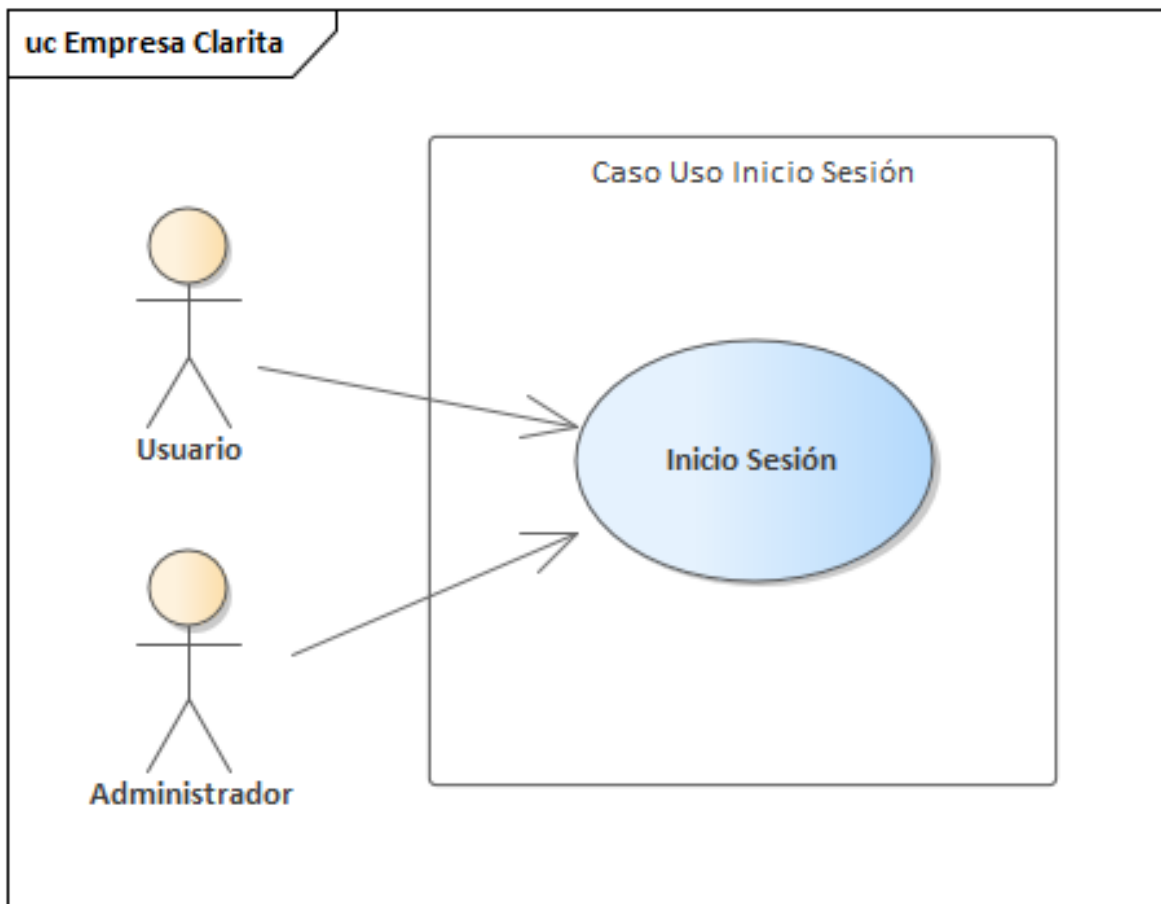 uc Empresa Clarita
Caso Uso Inicio Sesión
Usuario
Inicio Sesión
Administrador